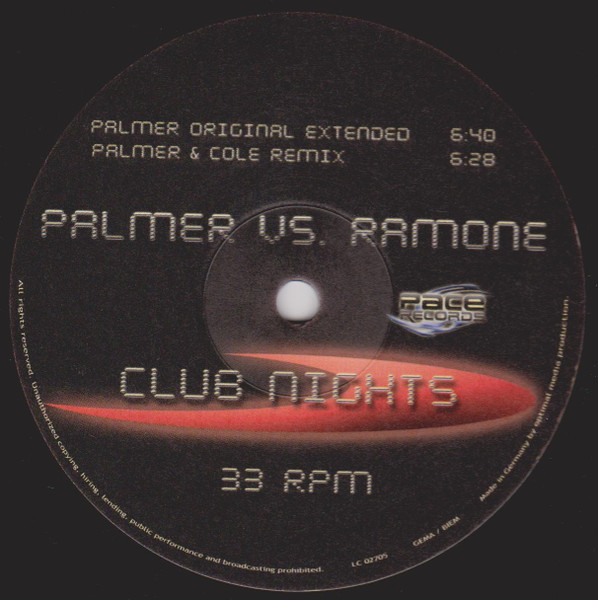 PALMER ORIGINAL EXTENDED 6:40
PALMER & COLE REMIX 6:28
PALMER VS. RAMONE
Pace
RECORDS
CLUB NIGHTS
33 RPM
All rights reserved. Unauthorized copying, hiring, lending, public performance and broadcasting prohibited. LC 02705 GEMA / BIEM Made in Germany by optimal media production.